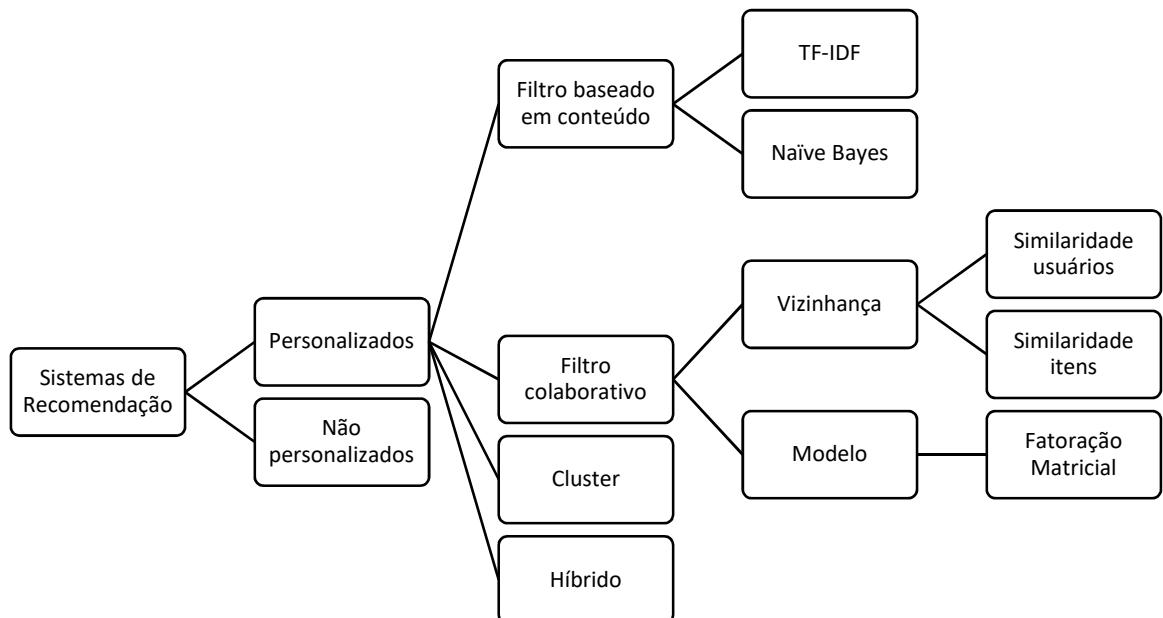 Sistemas de
Recomendação
Personalizados
Não
personalizados
Filtro baseado
em conteúdo
TF-IDF
Naïve Bayes
Filtro
colaborativo
Vizinhança
Similaridade
usuários
Similaridade
itens
Modelo
Fatoração
Matricial
Cluster
Híbrido